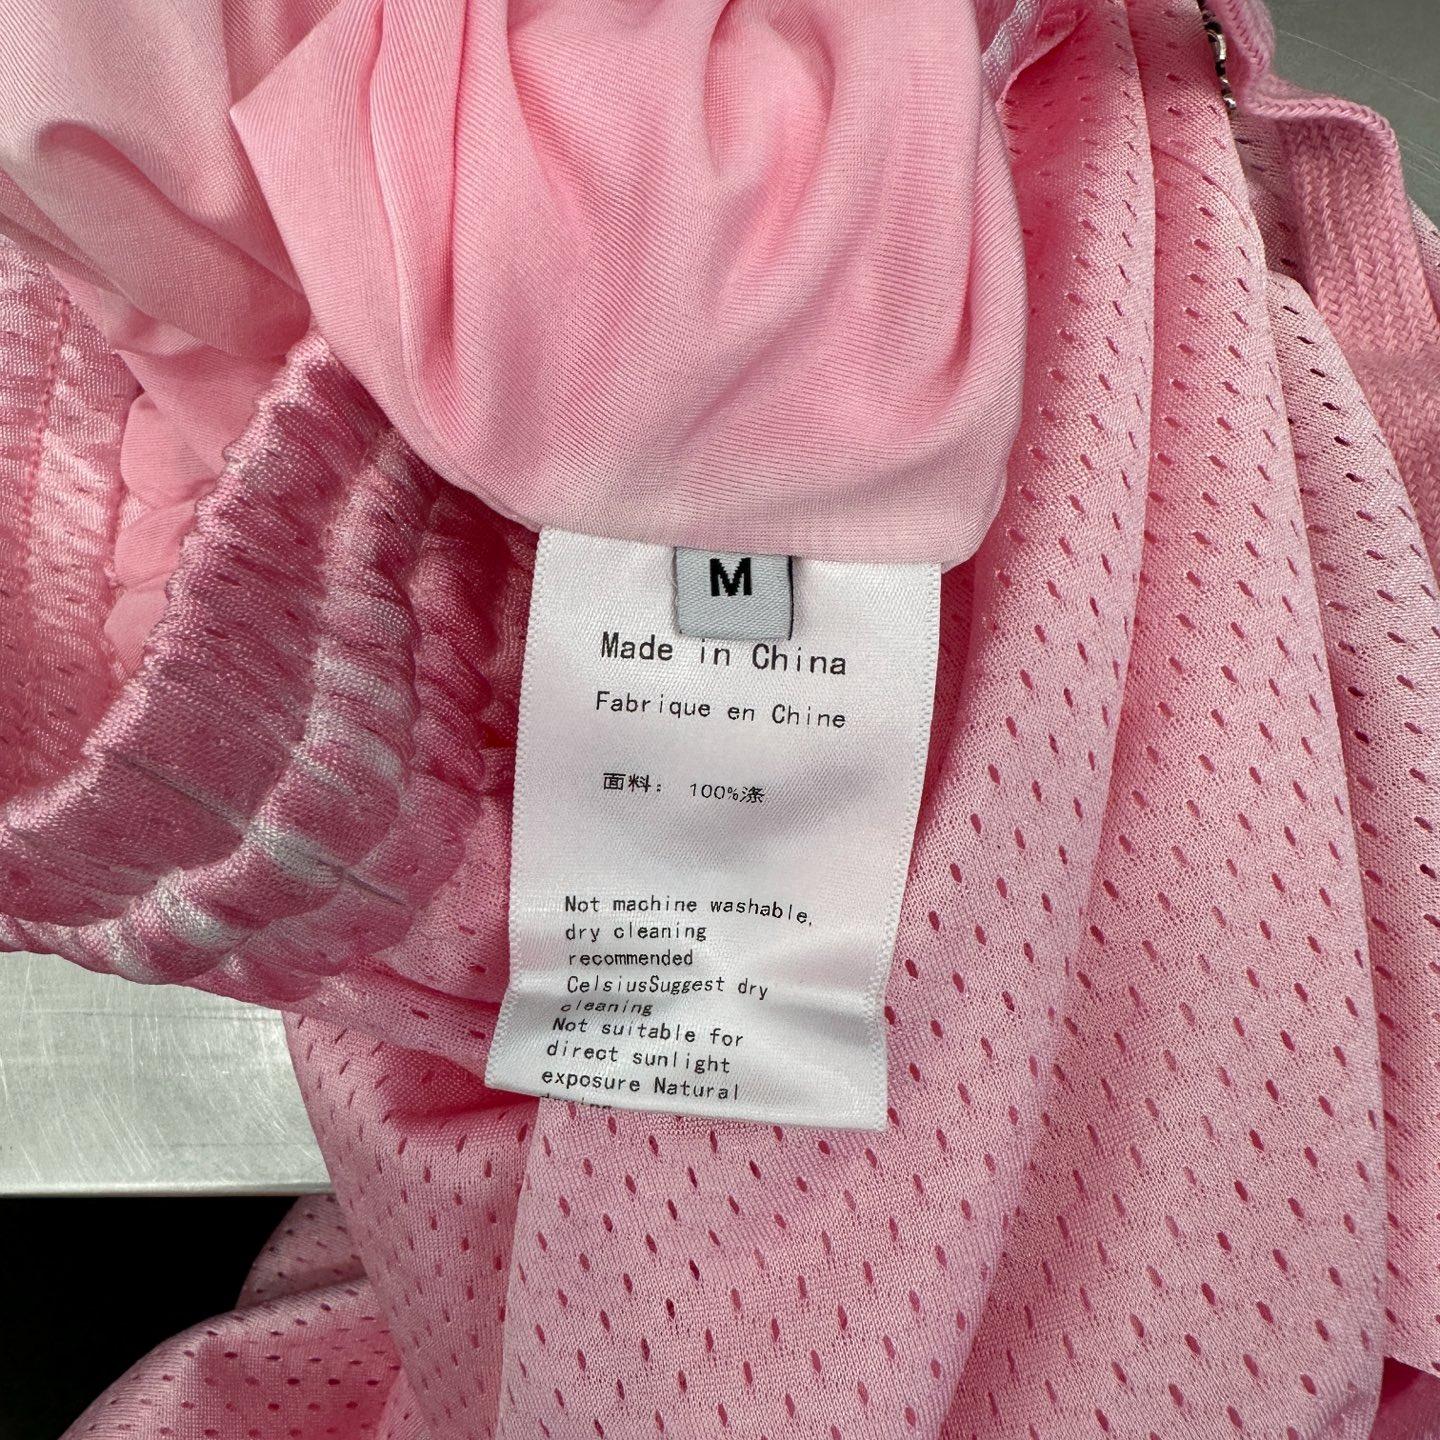 M
Made in China
Fabrique en Chine
面料： 100%涤
Not machine washable,
dry cleaning
recommended
CelsiusSuggest dry
cleaning
Not suitable for
direct sunlight
exposure Natural